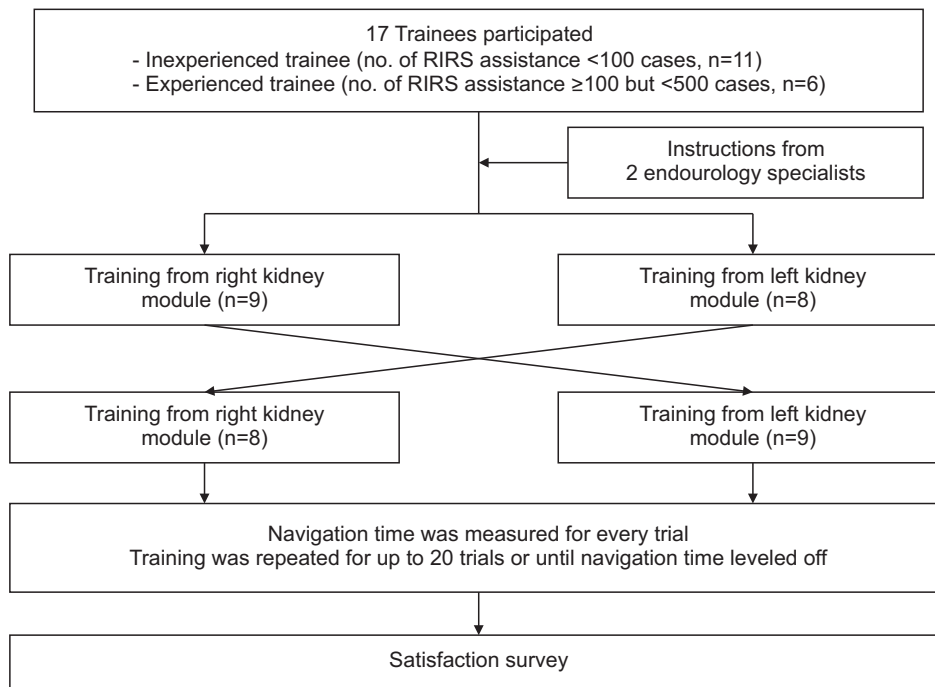 17 Trainees participated
- Inexperienced trainee (no. of RIRS assistance <100 cases, n=11)
- Experienced trainee (no. of RIRS assistance ≥100 but <500 cases, n=6)
Instructions from
2 endourology specialists
Training from right kidney
module (n=9)
Training from left kidney
module (n=8)
Training from right kidney
module (n=8)
Training from left kidney
module (n=9)
Navigation time was measured for every trial
Training was repeated for up to 20 trials or until navigation time leveled off
Satisfaction survey